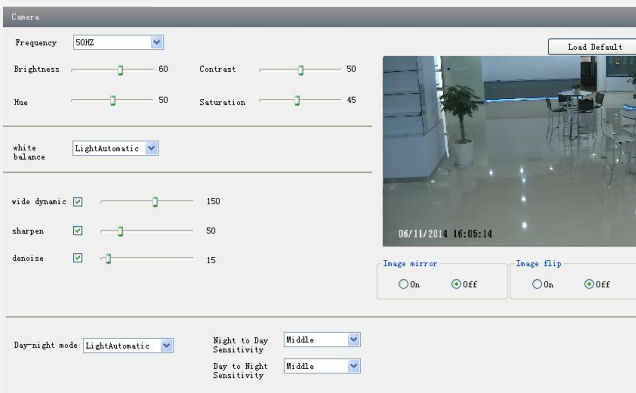 Camera
Frequency 50HZ
Load Default
Brightness 60 Contrast 50
Hue 50 Saturation 45
white balance LightAutomatic
wide dynamic 150
sharpen 50
denoise 15
06/11/2014 16:05:14
Image mirror Image flip
On Off On Off
Day-night mode LightAutomatic
Night to Day Sensitivity Middle
Day to Night Sensitivity Middle